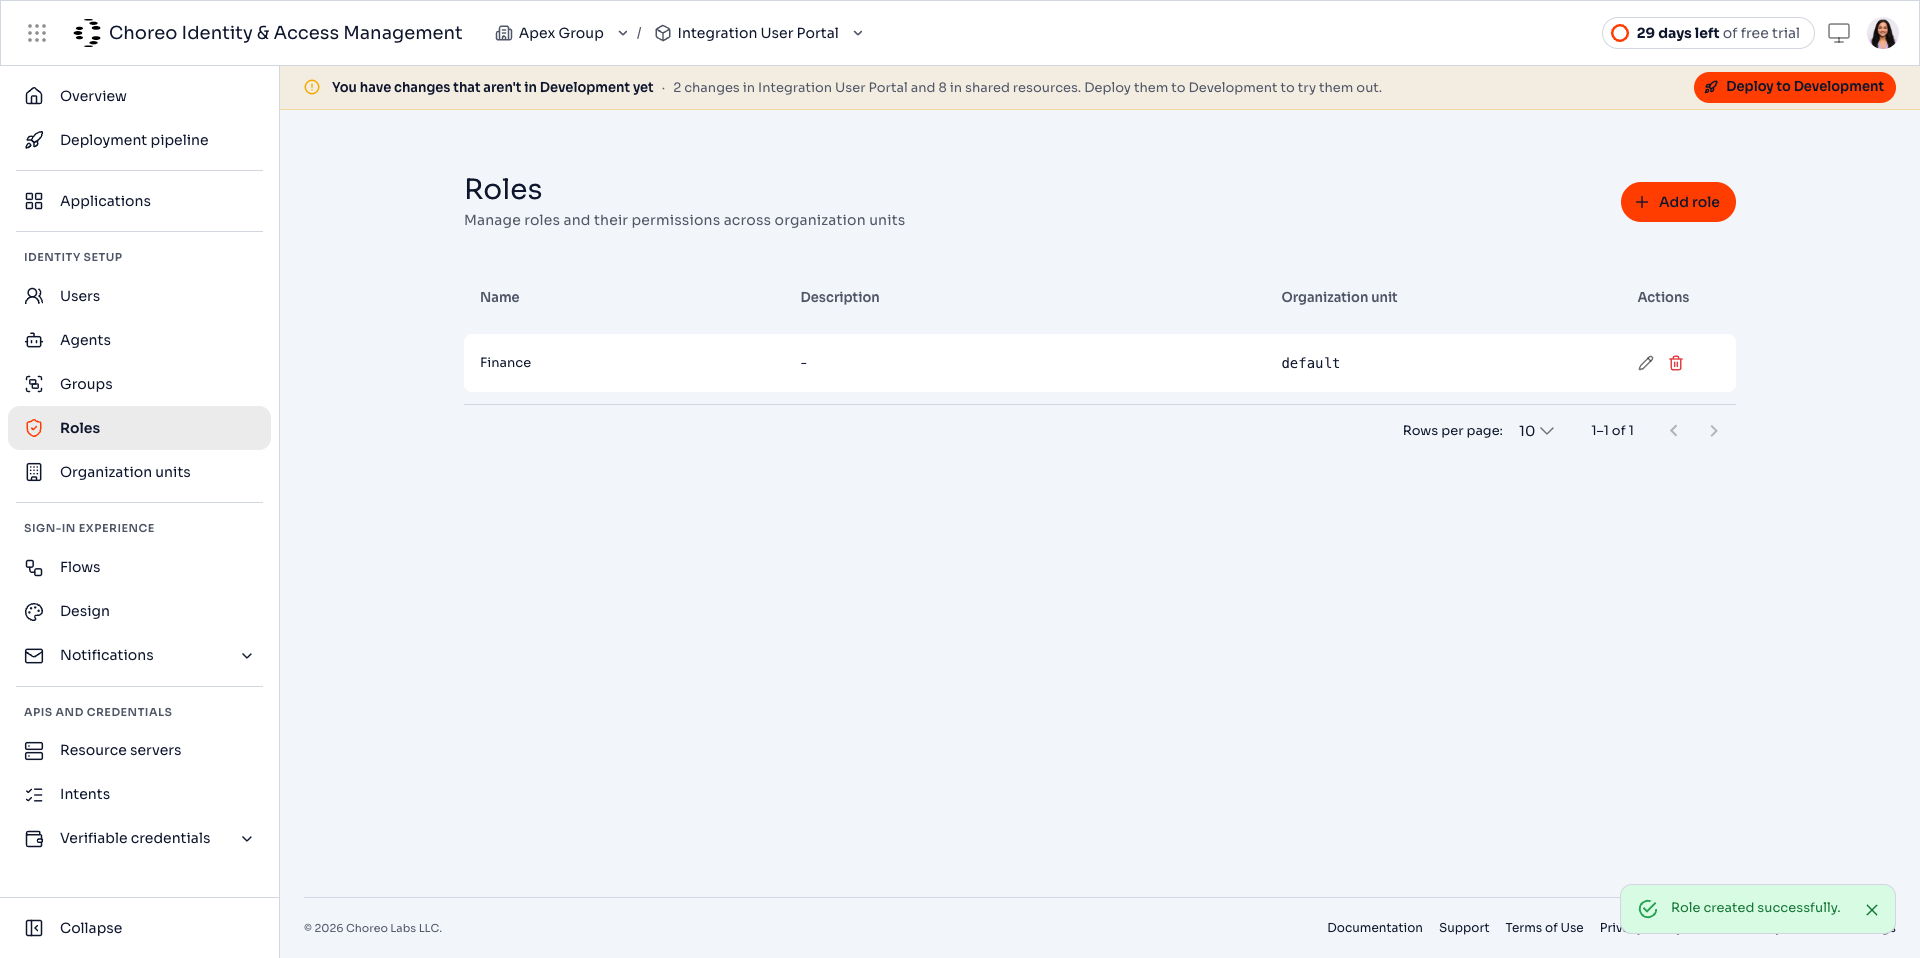 Choreo Identity & Access Management
Apex Group / Integration User Portal
29 days left of free trial
Overview
Deployment pipeline
Applications
IDENTITY SETUP
Users
Agents
Groups
Roles
Organization units
SIGN-IN EXPERIENCE
Flows
Design
Notifications
APIS AND CREDENTIALS
Resource servers
Intents
Verifiable credentials
Collapse
You have changes that aren't in Development yet · 2 changes in Integration User Portal and 8 in shared resources. Deploy them to Development to try them out.
Deploy to Development
Roles
Manage roles and their permissions across organization units
Add role
Name Description Organization unit Actions
Finance - default
Rows per page: 10 1-1 of 1
© 2026 Choreo Labs LLC.
Documentation Support Terms of Use
Role created successfully.